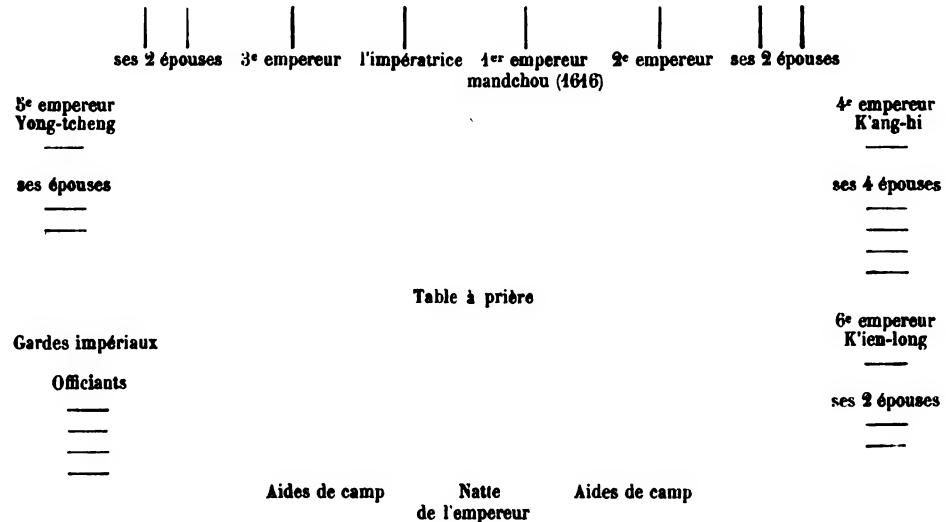 ses 2 épouses 3e empereur l'impératrice 1er empereur 2e empereur ses 2 épouses
mandchou (1616)
5e empereur
Yong-tcheng
4e empereur
K'ang-hi
ses épouses
ses 4 épouses
Table à prière
6e empereur
K'ien-long
Gardes impériaux
Officiants
ses 2 épouses
Aides de camp Natte Aides de camp
de l'empereur